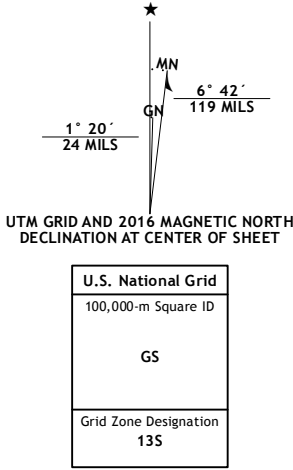 MN
GN
6° 42´
119 MILS
1° 20´
24 MILS
UTM GRID AND 2016 MAGNETIC NORTH
DECLINATION AT CENTER OF SHEET
U.S. National Grid
100,000-m Square ID
GS
Grid Zone Designation
13S